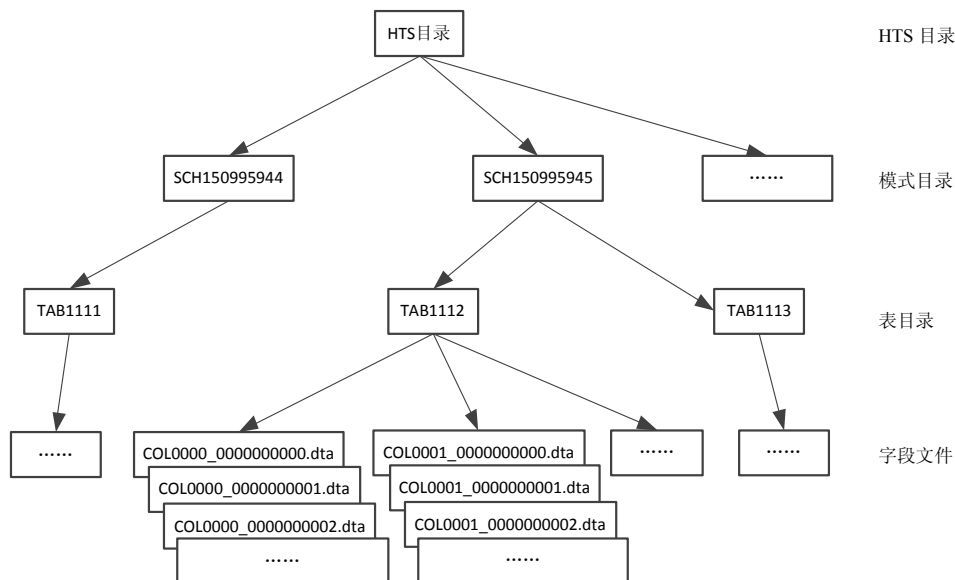 HTS目录
HTS 目录
SCH150995944
SCH150995945
……
模式目录
TAB1111
TAB1112
TAB1113
表目录
……
COL0000_0000000000.dta
COL0000_0000000001.dta
COL0000_0000000002.dta
……
COL0001_0000000000.dta
COL0001_0000000001.dta
COL0001_0000000002.dta
……
……
……
字段文件